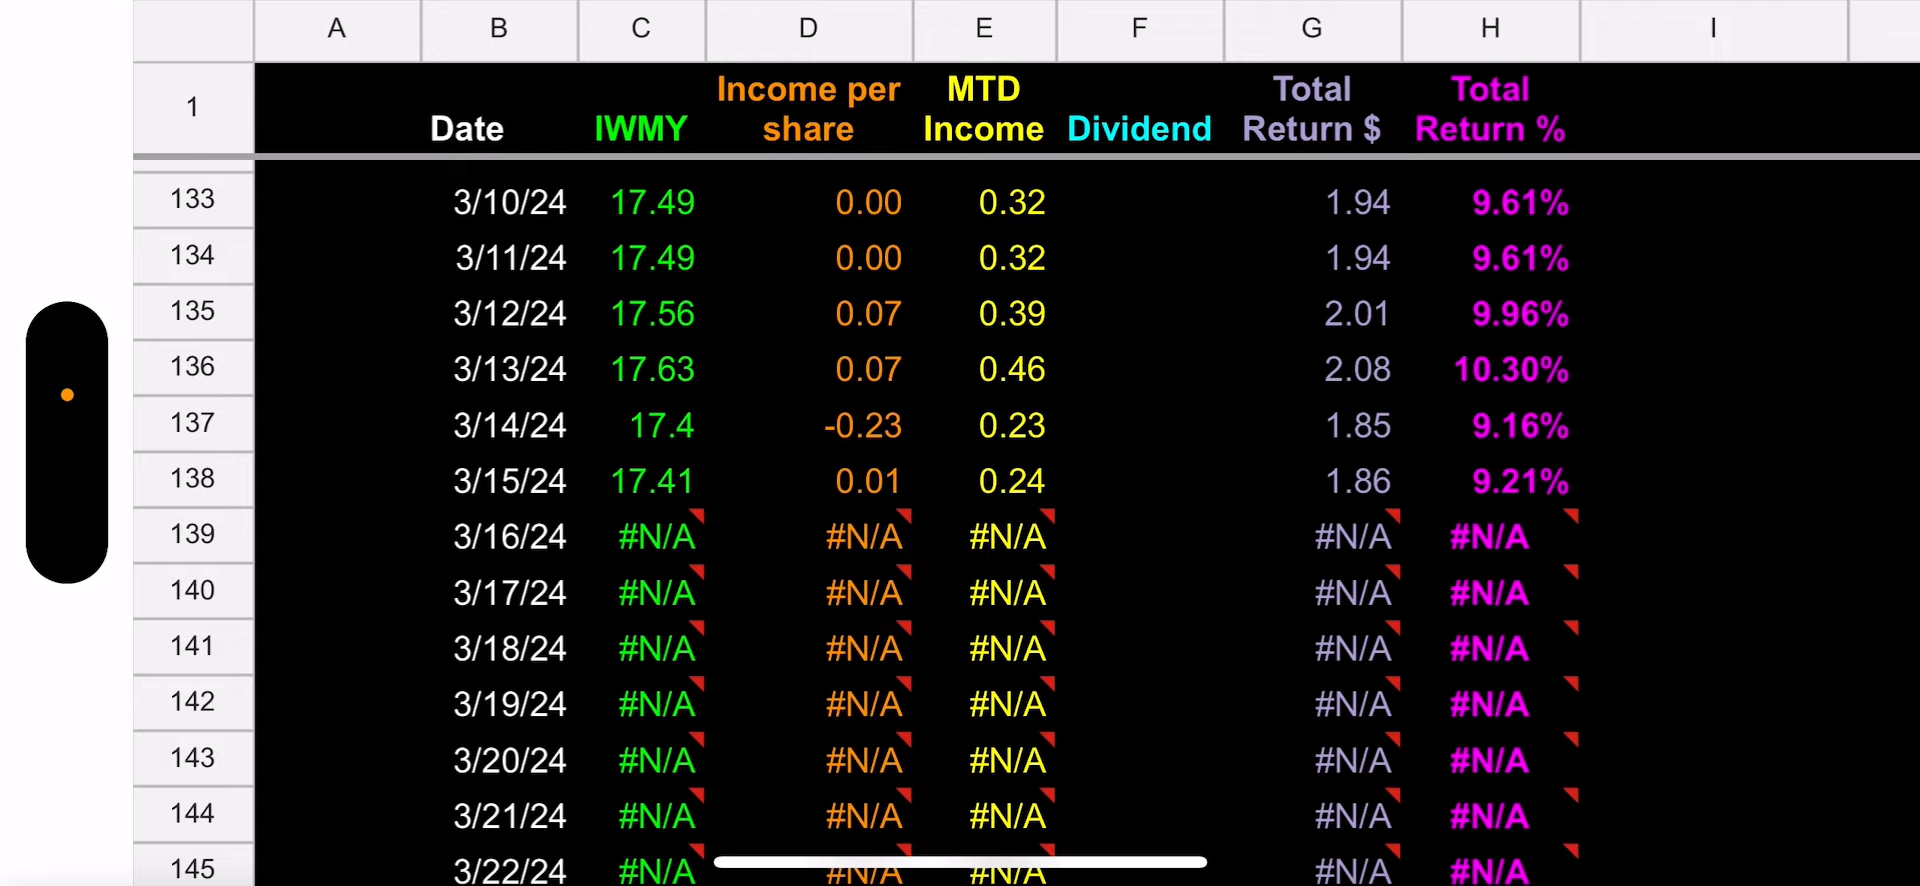 A B C D E F G H I
1 Date IWMY Income per share MTD Income Dividend Total Return $ Total Return %
133 3/10/24 17.49 0.00 0.32 1.94 9.61%
134 3/11/24 17.49 0.00 0.32 1.94 9.61%
135 3/12/24 17.56 0.07 0.39 2.01 9.96%
136 3/13/24 17.63 0.07 0.46 2.08 10.30%
137 3/14/24 17.4 -0.23 0.23 1.85 9.16%
138 3/15/24 17.41 0.01 0.24 1.86 9.21%
139 3/16/24 #N/A #N/A #N/A #N/A #N/A
140 3/17/24 #N/A #N/A #N/A #N/A #N/A
141 3/18/24 #N/A #N/A #N/A #N/A #N/A
142 3/19/24 #N/A #N/A #N/A #N/A #N/A
143 3/20/24 #N/A #N/A #N/A #N/A #N/A
144 3/21/24 #N/A #N/A #N/A #N/A #N/A
145 3/22/24 #N/A #N/A #N/A #N/A #N/A